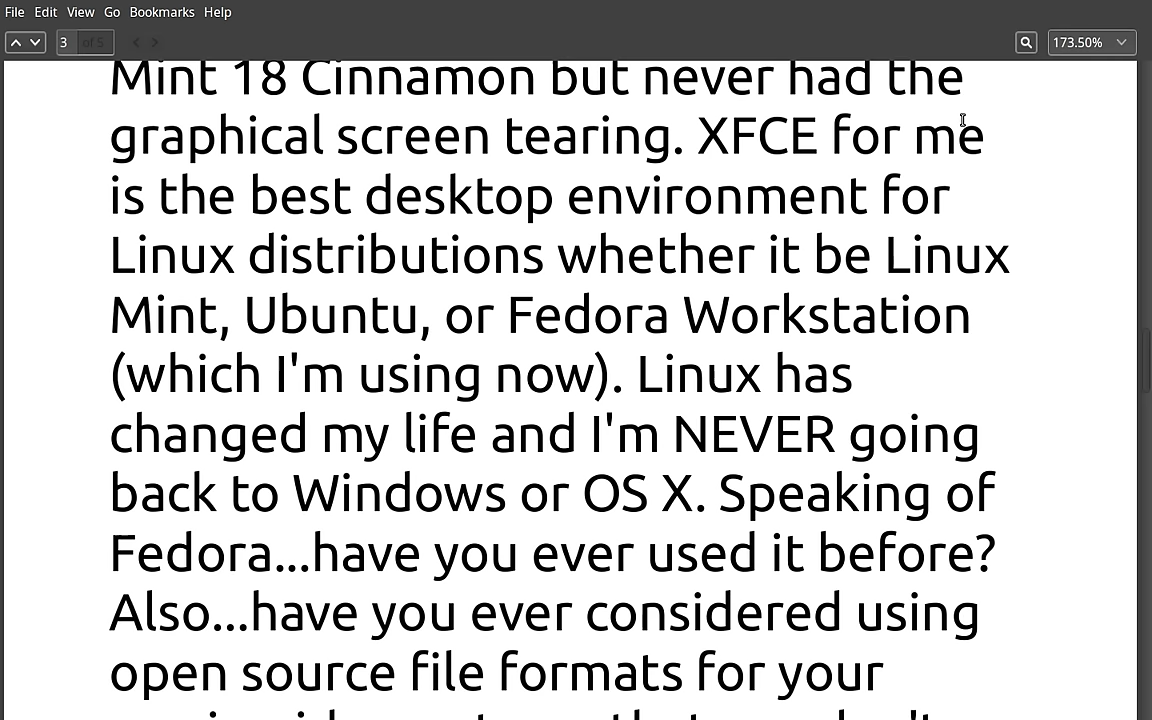 File Edit View Go Bookmarks Help
3 of 5 173.50%
Mint 18 Cinnamon but never had the
graphical screen tearing. XFCE for me
is the best desktop environment for
Linux distributions whether it be Linux
Mint, Ubuntu, or Fedora Workstation
(which I'm using now). Linux has
changed my life and I'm NEVER going
back to Windows or OS X. Speaking of
Fedora...have you ever used it before?
Also...have you ever considered using
open source file formats for your